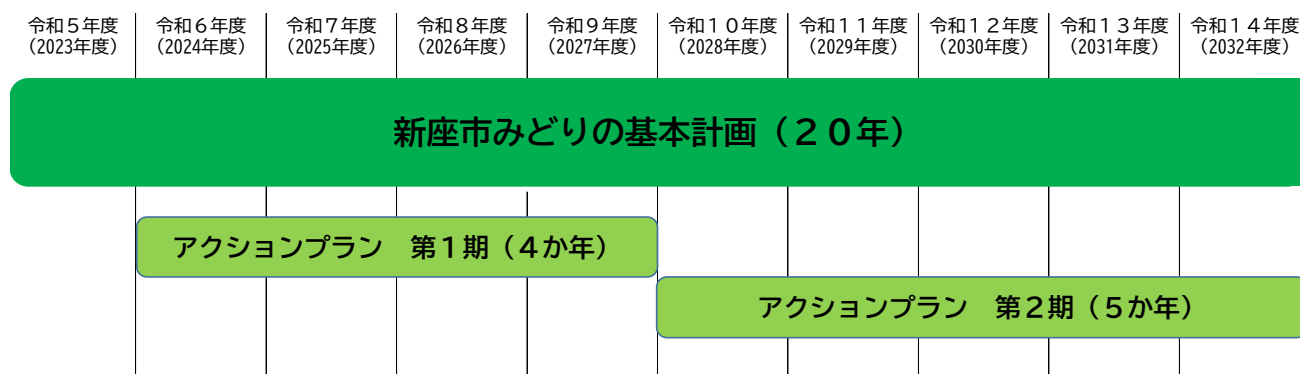 令和５年度 令和６年度 令和７年度 令和８年度 令和９年度 令和１０年度 令和１１年度 令和１２年度 令和１３年度 令和１４年度
（2023年度） （2024年度） （2025年度） （2026年度） （2027年度） （2028年度） （2029年度） （2030年度） （2031年度） （2032年度）
新座市みどりの基本計画（２０年）
アクションプラン　第１期（４か年）
アクションプラン　第２期（５か年）